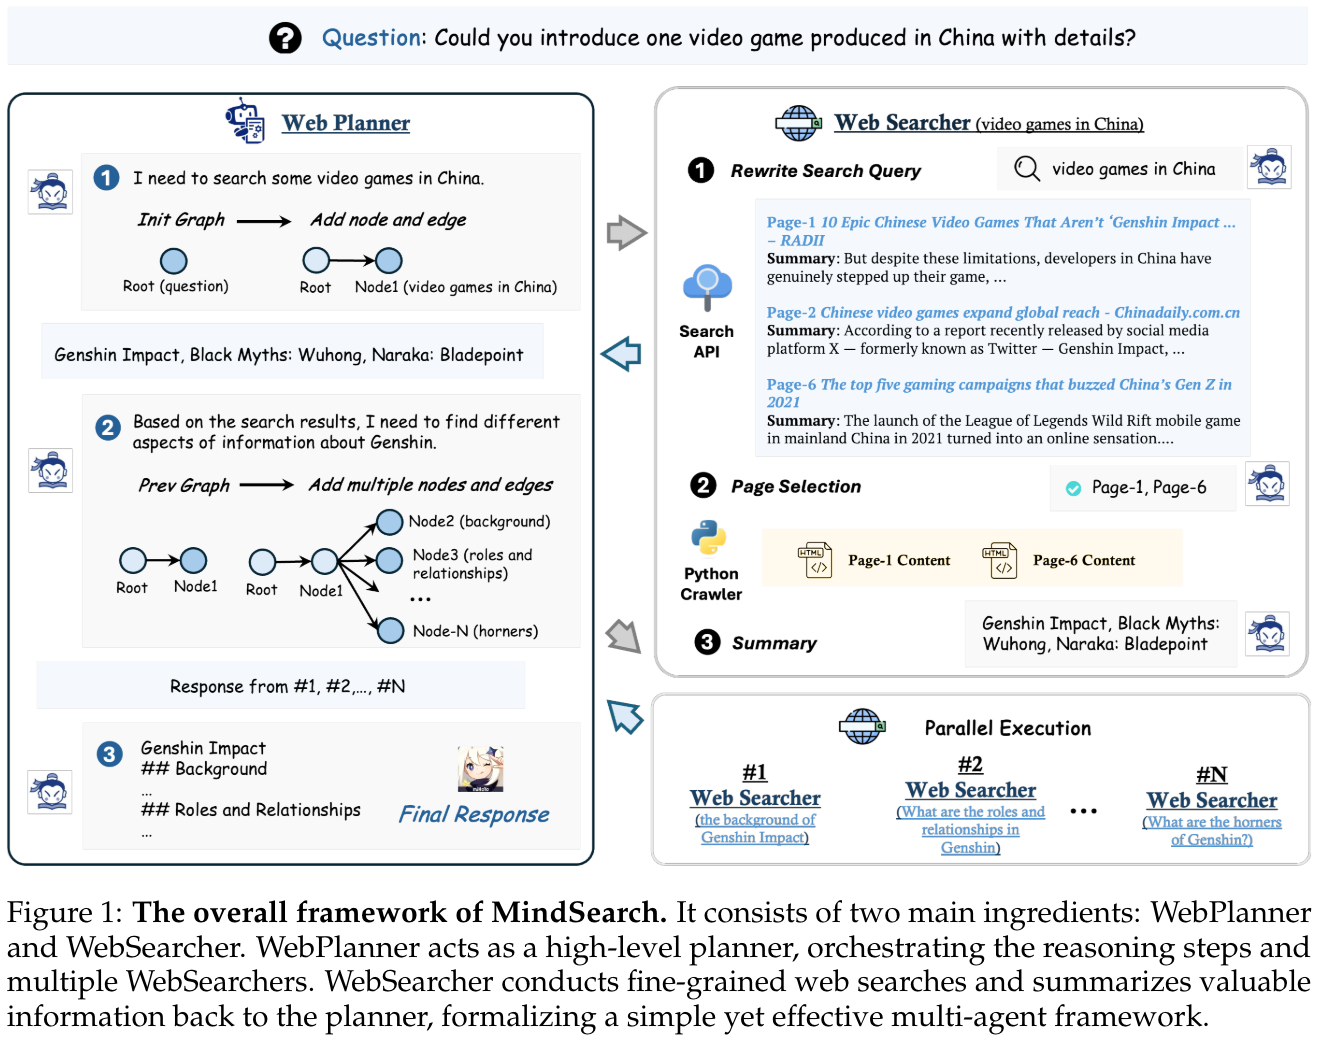 Question: Could you introduce one video game produced in China with details?
Web Planner
1 I need to search some video games in China.
Init Graph Add node and edge
Root (question) Root Node1 (video games in China)
Genshin Impact, Black Myths: Wuhong, Naraka: Bladepoint
2 Based on the search results, I need to find different
aspects of information about Genshin.
Prev Graph Add multiple nodes and edges
Node2 (background)
Node3 (roles and
relationships)
Root Node1 Root Node1
...
Node-N (horners)
Response from #1, #2,..., #N
3 Genshin Impact
## Background
...
## Roles and Relationships
...
Final Response
Web Searcher (video games in China)
1 Rewrite Search Query
video games in China
Page-1 10 Epic Chinese Video Games That Aren't 'Genshin Impact ...
– RADII
Summary: But despite these limitations, developers in China have
genuinely stepped up their game, ...
Page-2 Chinese video games expand global reach - Chinadaily.com.cn
Summary: According to a report recently released by social media
platform X — formerly known as Twitter — Genshin Impact, ...
Page-6 The top five gaming campaigns that buzzed China's Gen Z in
2021
Summary: The launch of the League of Legends Wild Rift mobile game
in mainland China in 2021 turned into an online sensation....
Search
API
2 Page Selection
Page-1, Page-6
Python
Crawler
HTML Page-1 Content HTML Page-6 Content
3 Summary
Genshin Impact, Black Myths:
Wuhong, Naraka: Bladepoint
Parallel Execution
#1
Web Searcher
(the background of
Genshin Impact)
#2
Web Searcher
(What are the roles and
relationships in
Genshin)
...
#N
Web Searcher
(What are the horners
of Genshin?)
Figure 1: The overall framework of MindSearch. It consists of two main ingredients: WebPlanner
and WebSearcher. WebPlanner acts as a high-level planner, orchestrating the reasoning steps and
multiple WebSearchers. WebSearcher conducts fine-grained web searches and summarizes valuable
information back to the planner, formalizing a simple yet effective multi-agent framework.